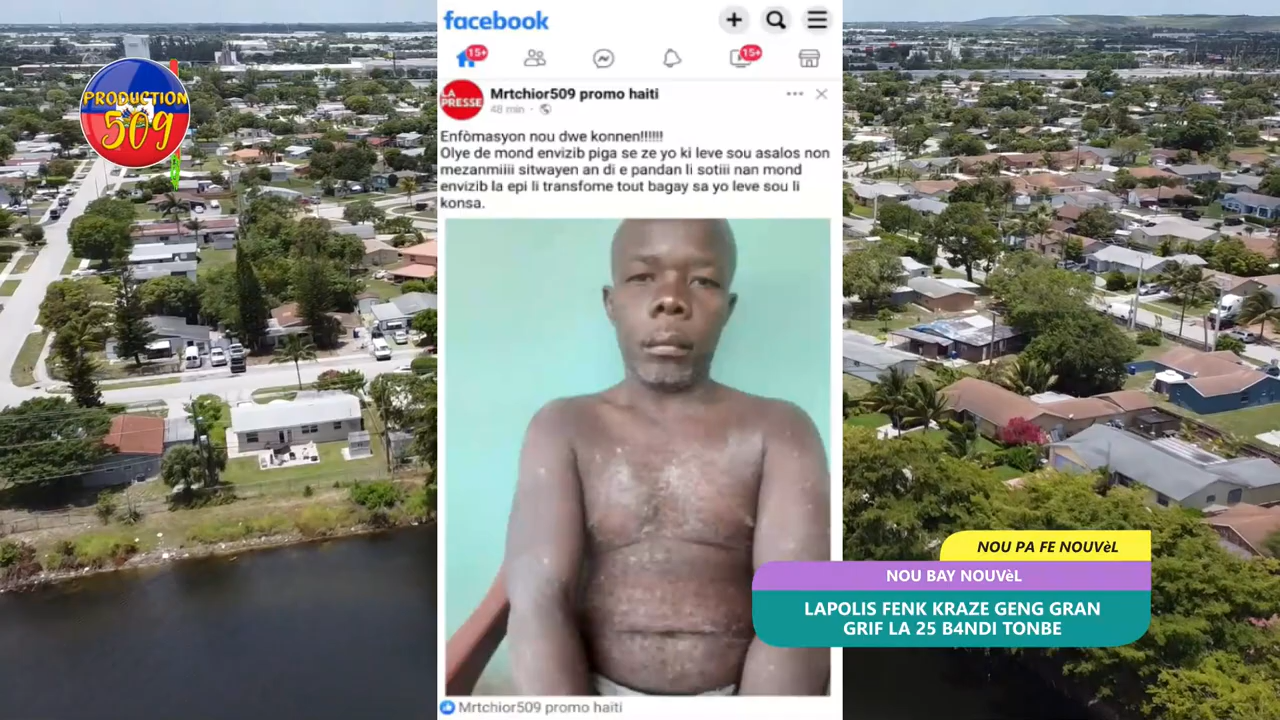 PRODUCTION
509
facebook
15+
15+
LA
PRESSE
Mrtchior509 promo haiti
48 min
Enfòmasyon nou dwe konnen!!!!!!
Olye de mond envizib piga se ze yo ki leve sou asalos non
mezanmiiii sitwayen an di e pandan li sotiii nan mond
envizib la epi li transfome tout bagay sa yo leve sou li
konsa.
NOU PA FE NOUVèL
NOU BAY NOUVèL
LAPOLIS FENK KRAZE GENG GRAN
GRIF LA 25 B4NDI TONBE
Mrtchior509 promo haiti